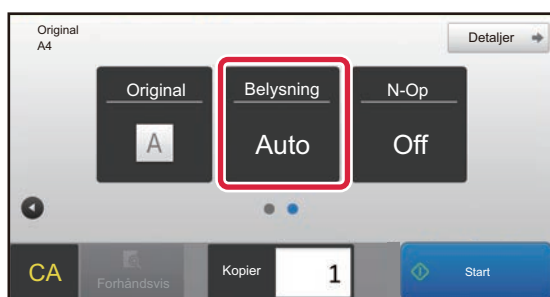 Original
A4
Detaljer
Original
Belysning
N-Op
A
Auto
Off
CA
Forhåndsvis
Kopier
1
Start